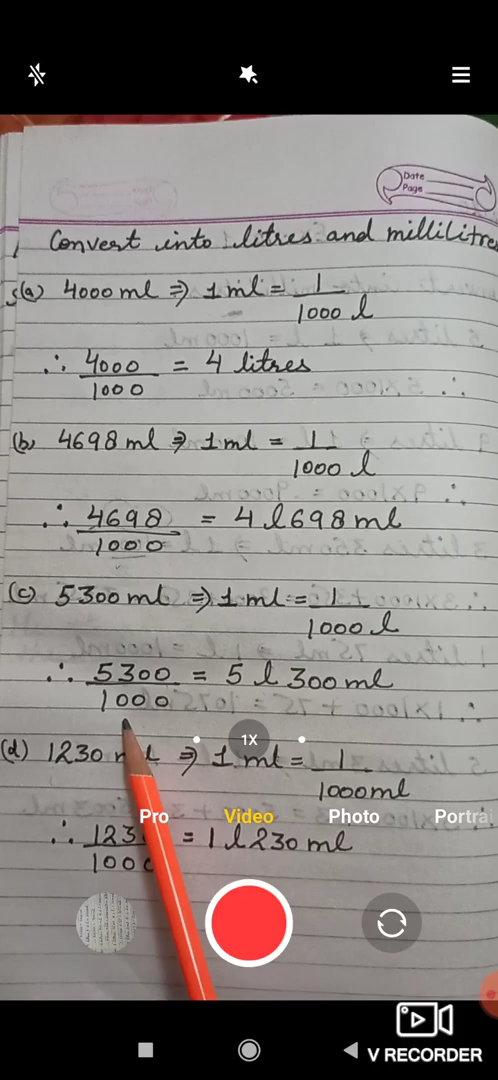 Date
Page
Convert into litres and millilitres
(a) 4000 ml ⇒ 1 ml = 1/1000 l
∴ 4000/1000 = 4 litres
(b) 4698 ml ⇒ 1 ml = 1/1000 l
∴ 4698/1000 = 4 l 698 ml
(c) 5300 ml ⇒ 1 ml = 1/1000 l
∴ 5300/1000 = 5 l 300 ml
1X
(d) 1230 ml ⇒ 1 ml = 1/1000 ml
Pro Video Photo Portra
∴ 123/1000 = 1 l 230 ml
V RECORDER